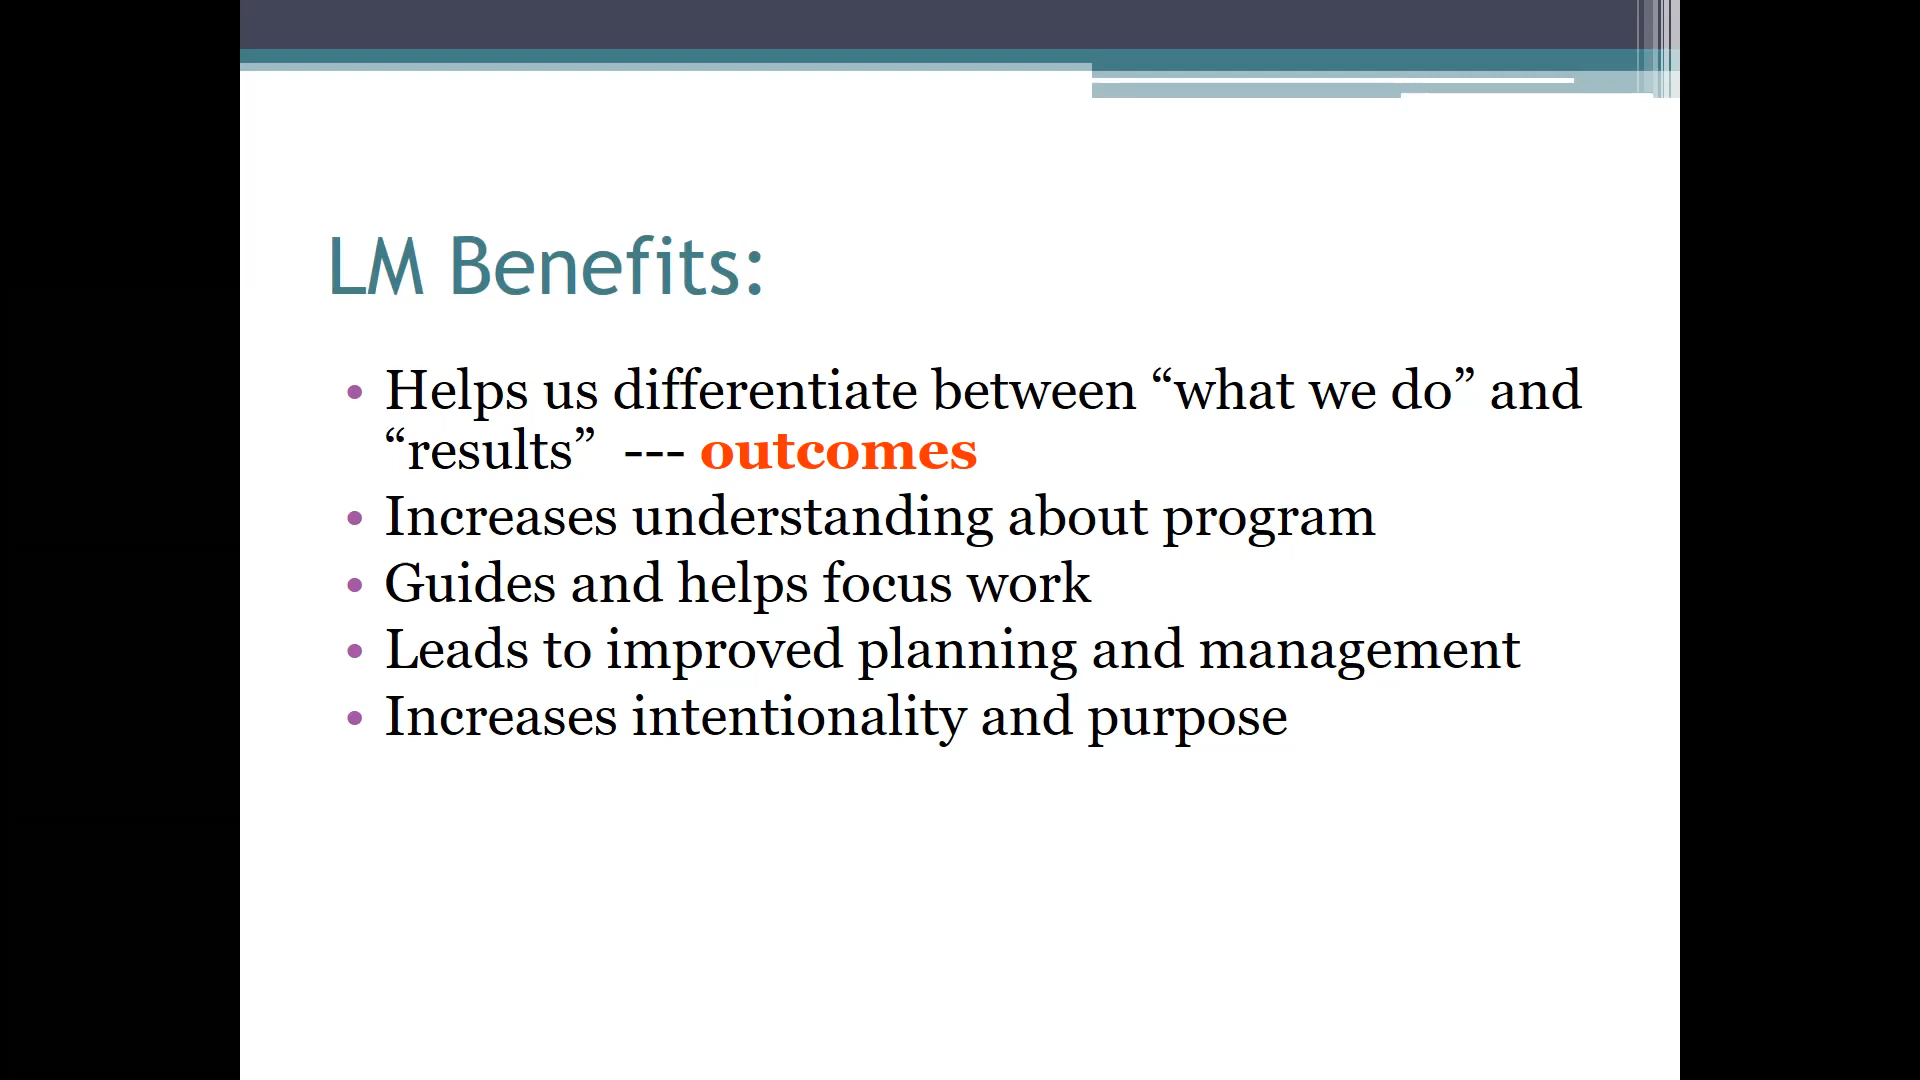 LM Benefits:
• Helps us differentiate between “what we do” and
“results”  --- outcomes
• Increases understanding about program
• Guides and helps focus work
• Leads to improved planning and management
• Increases intentionality and purpose